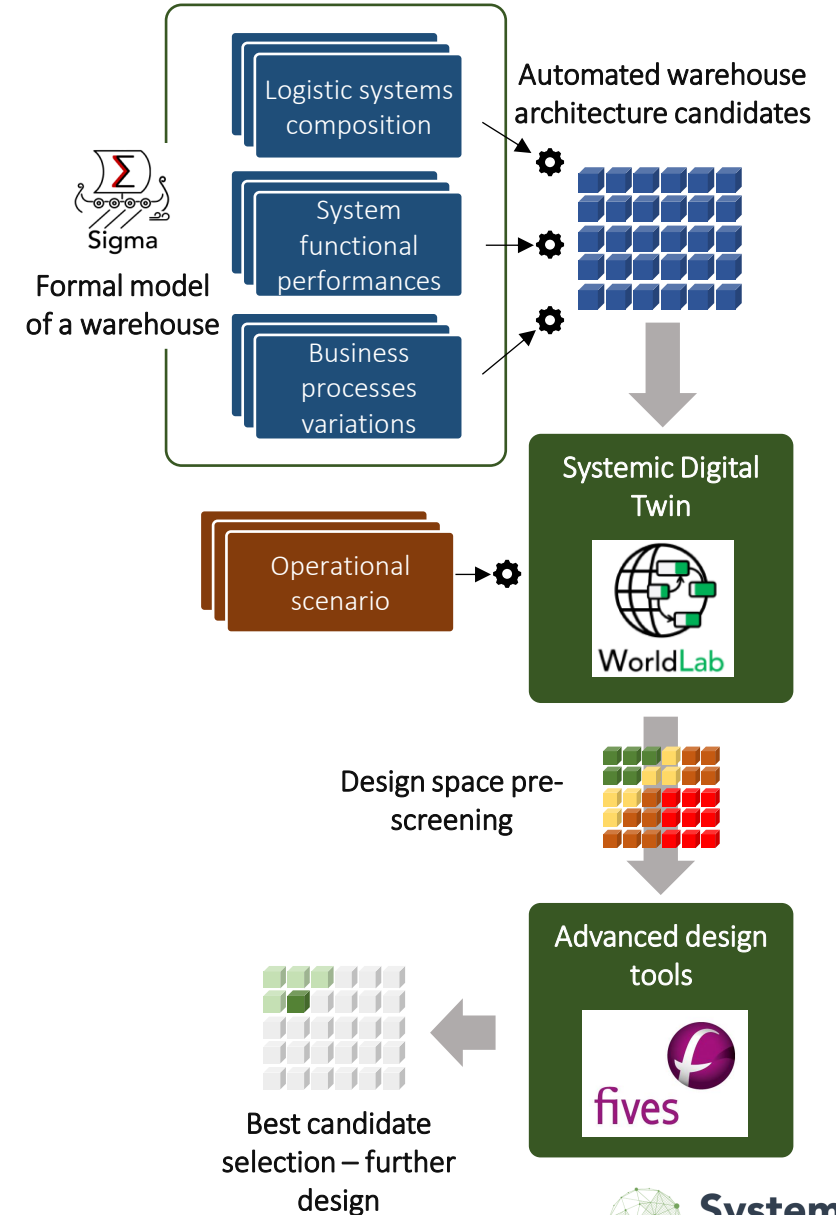 Logistic systems
composition
Automated warehouse
architecture candidates
Σ
Sigma
Formal model
of a warehouse
System
functional
performances
Business
processes
variations
Systemic Digital
Twin
WorldLab
Operational
scenario
Design space pre-
screening
Advanced design
tools
f
fives
Best candidate
selection – further
design
System